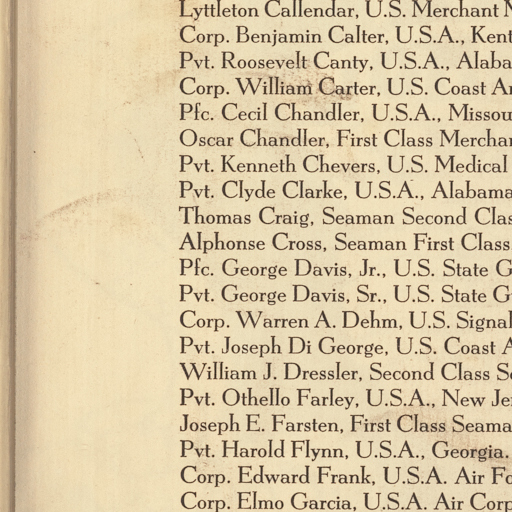 Lyttleton Callendar, U.S. Merchant
Corp. Benjamin Calter, U.S.A., Kent
Pvt. Roosevelt Canty, U.S.A., Alaba
Corp. William Carter, U.S. Coast A
Pfc. Cecil Chandler, U.S.A., Missou
Oscar Chandler, First Class Mercha
Pvt. Kenneth Chevers, U.S. Medical
Pvt. Clyde Clarke, U.S.A., Alabama
Thomas Craig, Seaman Second Clas
Alphonse Cross, Seaman First Class
Pfc. George Davis, Jr., U.S. State G
Pvt. George Davis, Sr., U.S. State G
Corp. Warren A. Dehm, U.S. Signal
Pvt. Joseph Di George, U.S. Coast A
William J. Dressler, Second Class S
Pvt. Othello Farley, U.S.A., New Je
Joseph E. Farsten, First Class Seama
Pvt. Harold Flynn, U.S.A., Georgia.
Corp. Edward Frank, U.S.A. Air Fo
Corp. Elmo Garcia, U.S.A. Air Corp